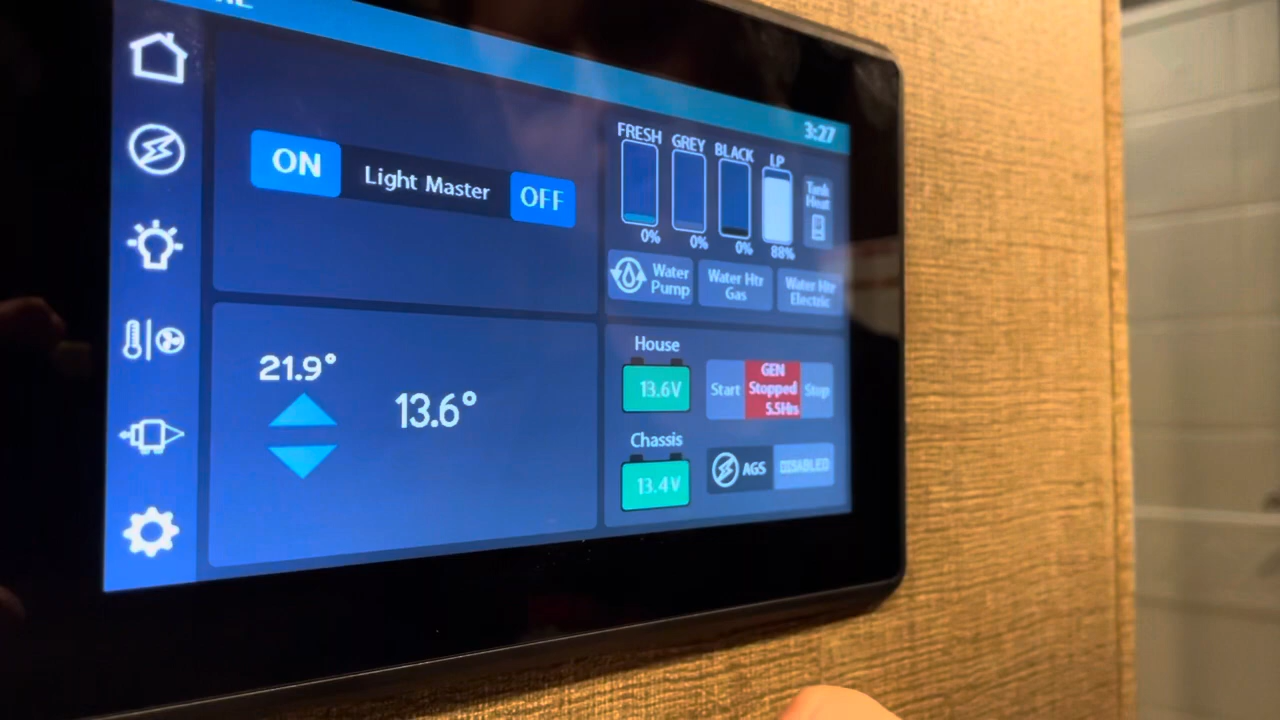 3:27
ON
Light Master
OFF
FRESH
GREY
BLACK
LP
0%
0%
0%
88%
Tank
Heat
Water
Pump
Water Htr
Gas
Water Htr
Electric
21.9°
13.6°
House
13.6V
Start
GEN
Stopped
5.5Hrs
Stop
Chassis
13.4V
AGS
DISABLED